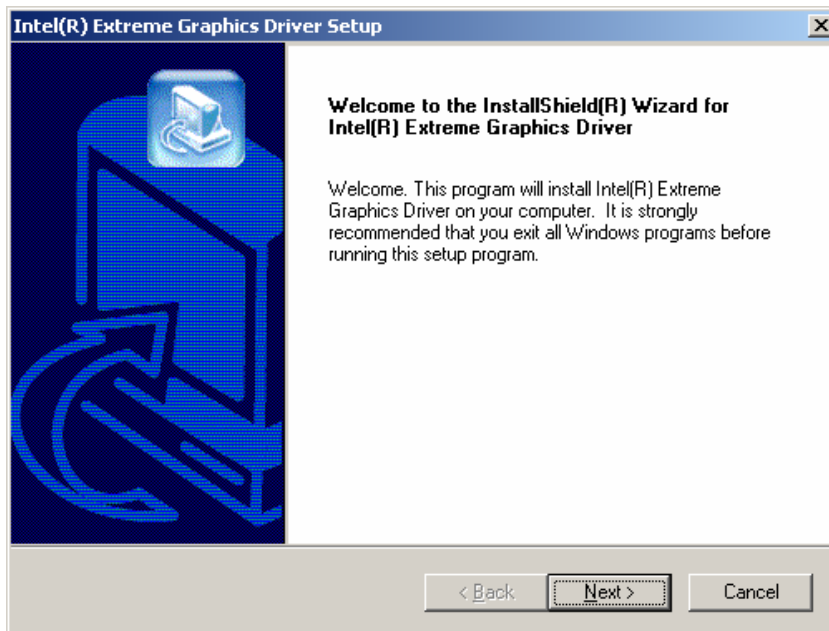 Intel(R) Extreme Graphics Driver Setup
Welcome to the InstallShield(R) Wizard for
Intel(R) Extreme Graphics Driver
Welcome. This program will install Intel(R) Extreme
Graphics Driver on your computer. It is strongly
recommended that you exit all Windows programs before
running this setup program.
< Back
Next >
Cancel